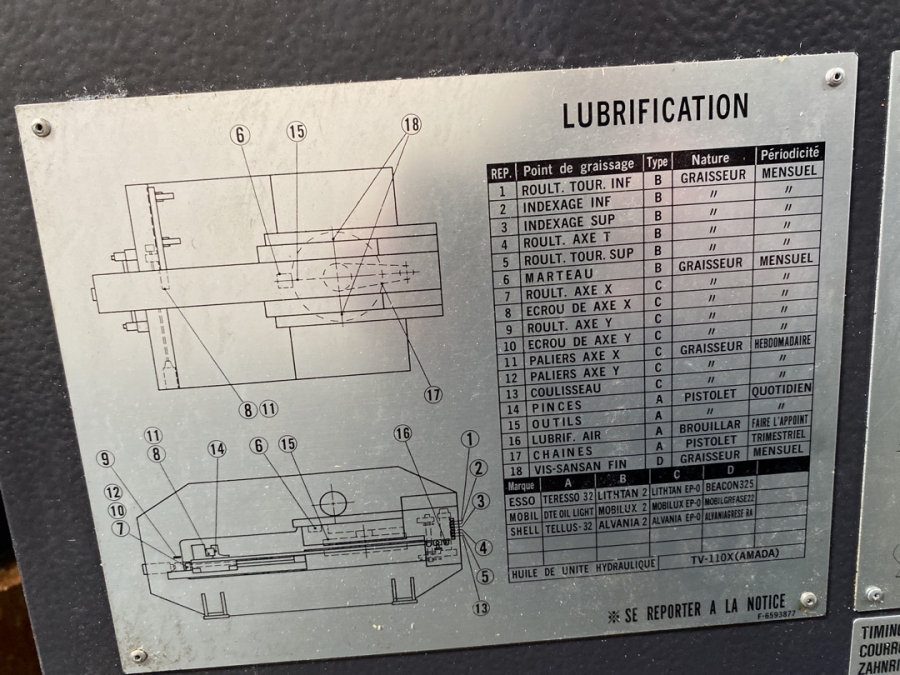 LUBRIFICATION
REP. Point de graissage Type Nature Périodicité
1 ROULT. TOUR. INF B GRAISSEUR MENSUEL
2 INDEXAGE INF B 〃 〃
3 INDEXAGE SUP B 〃 〃
4 ROULT. AXE T B 〃 〃
5 ROULT. TOUR. SUP B 〃 〃
6 MARTEAU B GRAISSEUR MENSUEL
7 ROULT. AXE X C 〃 〃
8 ECROU DE AXE X C 〃 〃
9 ROULT. AXE Y C 〃 〃
10 ECROU DE AXE Y C 〃 〃
11 PALIERS AXE X C GRAISSEUR HEBDOMADAIRE
12 PALIERS AXE Y C 〃 〃
13 COULISSEAU C 〃 〃
14 PINCES A PISTOLET QUOTIDIEN
15 OUTILS A 〃 〃
16 LUBRIF. AIR A BROUILLAR FAIRE L'APPOINT
17 CHAINES A PISTOLET TRIMESTRIEL
18 VIS-SANSAN FIN D GRAISSEUR MENSUEL
Marque A B C D
ESSO TERESSO 32 LITHTAN 2 LITHTAN EP-0 BEACON325
MOBIL DTE OIL LIGHT MOBILUX 2 MOBILUX EP-0 MOBILGREASE22
SHELL TELLUS-32 ALVANIA 2 ALVANIA EP-0 ALVANIAGRESE RA
HUILE DE UNITE HYDRAULIQUE TV-110X(AMADA)
※ SE REPORTER A LA NOTICE
F-6593877
6 15 18
8 11 17
11 16 1
9 8 14 6 15 2
12 3
10
7 4
5
13
TIMING
COURRO
ZAHNRI